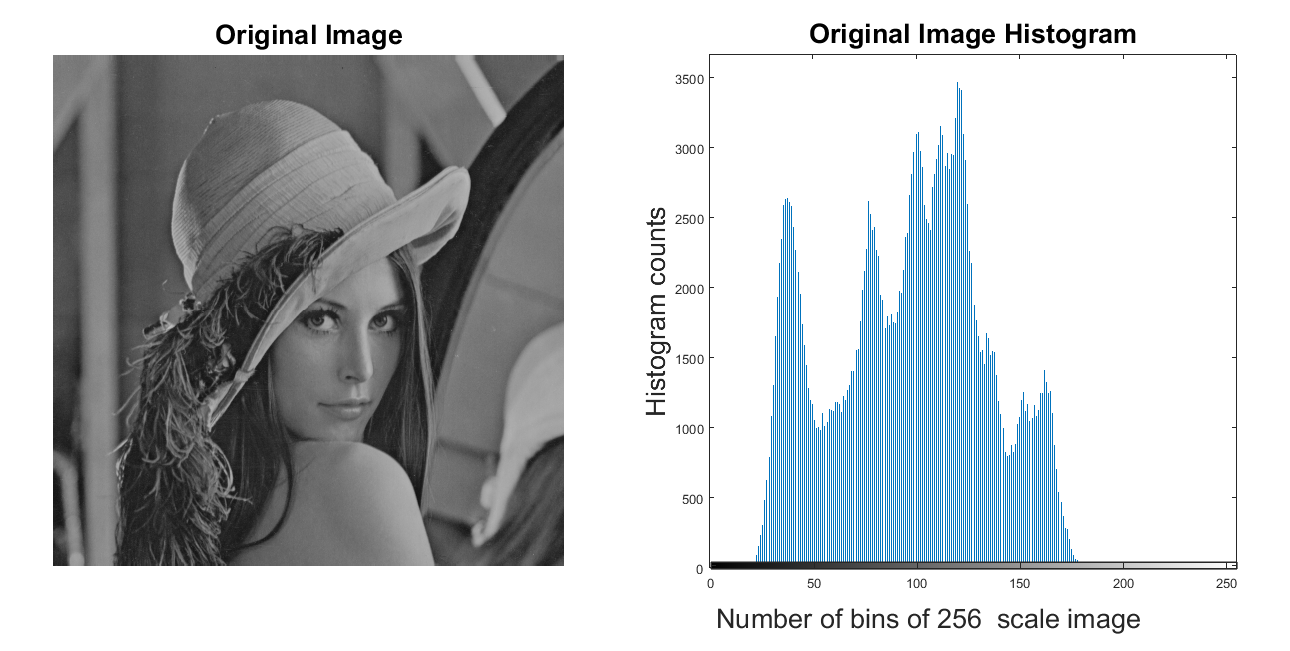 Original Image
Original Image Histogram
3500
3000
2500
2000
1500
1000
500
0
Histogram counts
0 50 100 150 200 250
Number of bins of 256  scale image